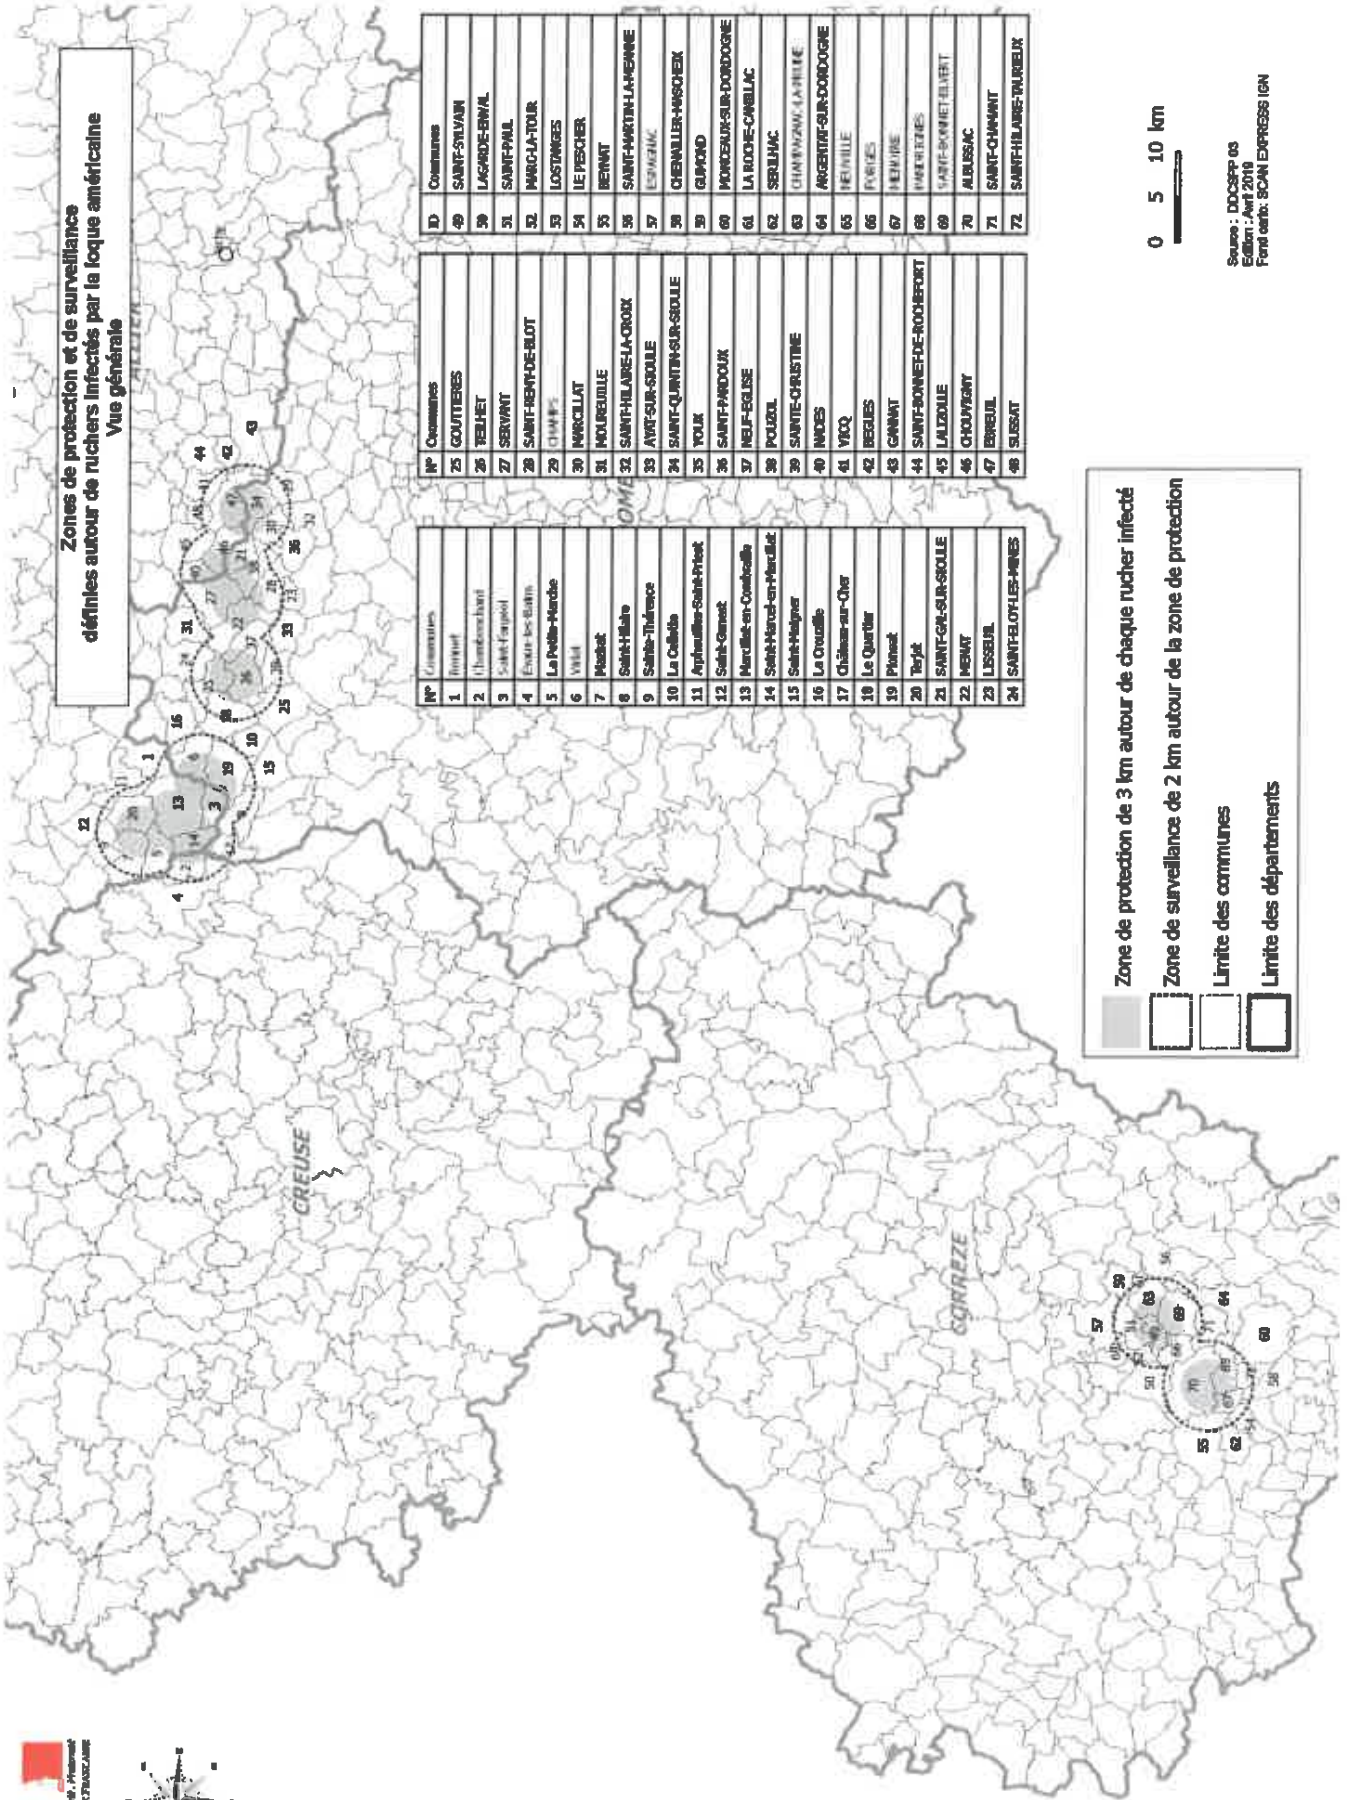 Zones de protection et de surveillance
définies autour de ruchers infectés par la loque américaine
Vue générale
ALLIER
CREUSE
CORREZE
N° Communes
1
2 Chambonchard
3
4 Evaux-les-Bains
5 La Petite-Marche
6 Virlet
7 Mazirat
8 Saint-Hilaire
9 Sainte-Thérence
10 La Celette
11 Arpheuilles-Saint-Priest
12 Saint-Genest
13 Marcillat-en-Combraille
14 Saint-Marcel-en-Marcillat
15 Saint-Maigner
16 La Crouzille
17 Château-sur-Cher
18 Le Quartier
19 Pionsat
20 Terjat
21 SAINT-GAL-SUR-SIOULE
22 MENAT
23 LISSEUIL
24 SAINT-ELOY-LES-MINES
N° Communes
25 GOUTTIERES
26 TEILHET
27 SERVANT
28 SAINT-REMY-DE-BLOT
29 CHAMPS
30 MARCILLAT
31 MOUREUILLE
32 SAINT-HILAIRE-LA-CROIX
33 AYAT-SUR-SIOULE
34 SAINT-QUINTIN-SUR-SIOULE
35 YOUX
36 SAINT-PARDOUX
37 NEUF-EGLISE
38 POUZOL
39 SAINTE-CHRISTINE
40 NADES
41 VICQ
42 BEGUES
43 GANNAT
44 SAINT-BONNET-DE-ROCHEFORT
45 LALIZOLLE
46 CHOUVIGNY
47 EBREUIL
48 SUSSAT
ID Communes
49 SAINT-SYLVAIN
50 LAGARDE-ENVAL
51 SAINT-PAUL
52 MARC-LA-TOUR
53 LOSTANGES
54 LE PESCHER
55 BEYNAT
56 SAINT-MARTIN-LA-MEANNE
57 ESPAGNAC
58 CHENAILLER-MASCHEIX
59 GUMOND
60 MONCEAUX-SUR-DORDOGNE
61 LA ROCHE-CANILLAC
62 SERILHAC
63 CHAMPAGNAC-LA-PRUNE
64 ARGENTAT-SUR-DORDOGNE
65 NEUVILLE
66 FORGES
67 MENOIRE
68 PANDRIGNES
69 SAINT-BONNET-ELVERT
70 ALBUSSAC
71 SAINT-CHAMANT
72 SAINT-HILAIRE-TAURIEUX
Zone de protection de 3 km autour de chaque rucher infecté
Zone de surveillance de 2 km autour de la zone de protection
Limite des communes
Limite des départements
0 5 10 km
Source : DDCSPP 03
Edition : Avril 2019
Fond carto: SCAN EXPRESS IGN